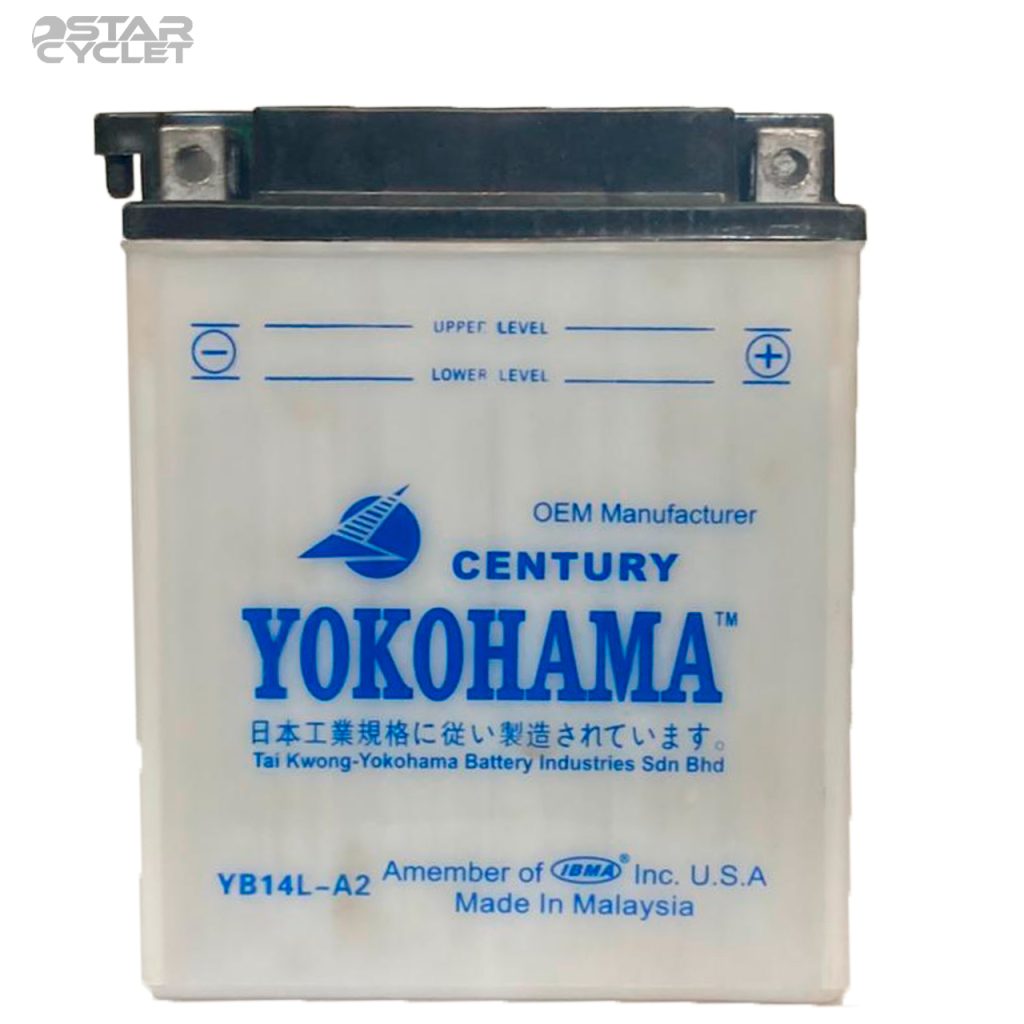 STAR
CYCLET
UPPER LEVEL
LOWER LEVEL
OEM Manufacturer
CENTURY
YOKOHAMA™
日本工業規格に従い製造されています。
Tai Kwong-Yokohama Battery Industries Sdn Bhd
YB14L-A2
Amember of IBMA® Inc. U.S.A
Made In Malaysia